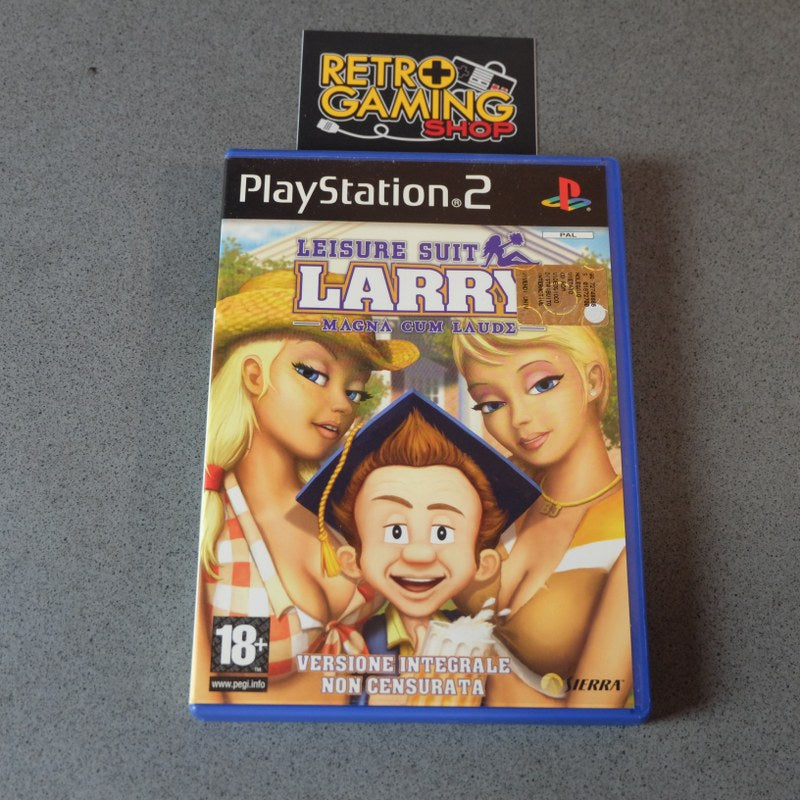 RETRO
GAMING
SHOP
PlayStation®2
PAL
LEISURE SUIT
LARRY
MAGNA CUM LAUDE
BJ
18+
www.pegi.info
VERSIONE INTEGRALE
NON CENSURATA
SIERRA